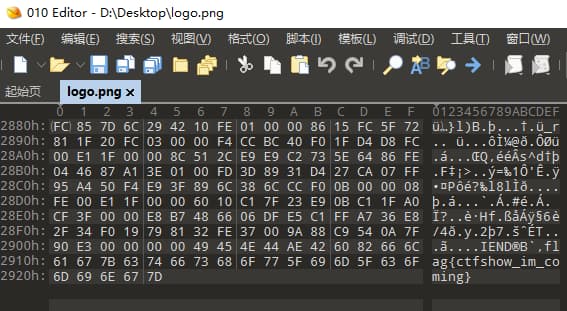 010 Editor - D:\Desktop\logo.png
文件(F) 编辑(E) 搜索(S) 视图(V) 格式(O) 脚本(I) 模板(L) 调试(D) 工具(T) 窗口(W)
起始页 logo.png ×
0 1 2 3 4 5 6 7 8 9 A B C D E F 0123456789ABCDEF
2880h: FC 85 7D 6C 29 42 10 FE 01 00 00 86 15 FC 5F 72 ü…}l)B.þ...†.ü_r
2890h: 81 1F 20 FC 03 00 00 F4 CC BC 40 F0 1F D4 D8 FC .. ü...ôÌ¼@ð.ÔØü
28A0h: 00 E1 1F 00 00 8C 51 2C E9 E9 C2 73 5E 64 86 FE .á...ŒQ,ééÂs^d†þ
28B0h: 04 46 87 A1 3E 01 00 FD 3D 89 31 D4 27 CA 07 FF .F‡¡>..ý=‰1Ô'Ê.ÿ
28C0h: 95 A4 50 F4 E9 3F 89 6C 38 6C CC F0 0B 00 00 08 •¤Pôé?‰l8lÌð....
28D0h: FE 00 E1 1F 00 00 60 10 C1 7F 23 E9 0B C1 1F A0 þ.á...`.Á.#é.Á.
28E0h: CF 3F 00 00 E8 B7 48 66 06 DF E5 C1 FF A7 36 E8 Ï?..è·Hf.ßåÁÿ§6è
28F0h: 2F 34 F0 19 79 81 32 FE 37 00 9A 88 C9 54 0A 7F /4ð.y.2þ7.šˆÉT..
2900h: 90 E3 00 00 00 00 49 45 4E 44 AE 42 60 82 66 6C .ã....IEND®B`‚fl
2910h: 61 67 7B 63 74 66 73 68 6F 77 5F 69 6D 5F 63 6F ag{ctfshow_im_co
2920h: 6D 69 6E 67 7D ming}